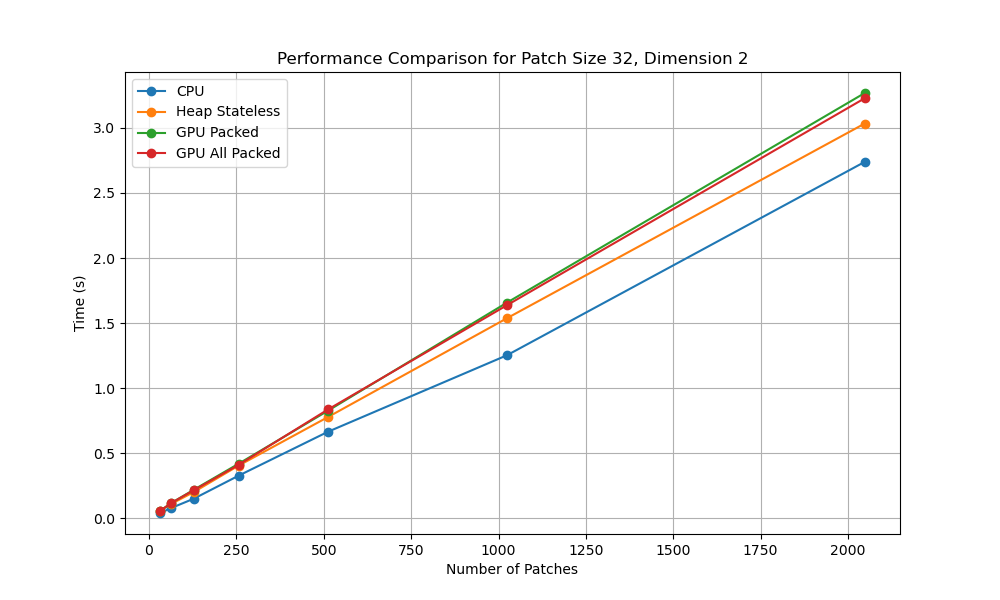 Performance Comparison for Patch Size 32, Dimension 2
CPU
Heap Stateless
GPU Packed
GPU All Packed
3.0
2.5
2.0
1.5
1.0
0.5
0.0
Time (s)
0 250 500 750 1000 1250 1500 1750 2000
Number of Patches